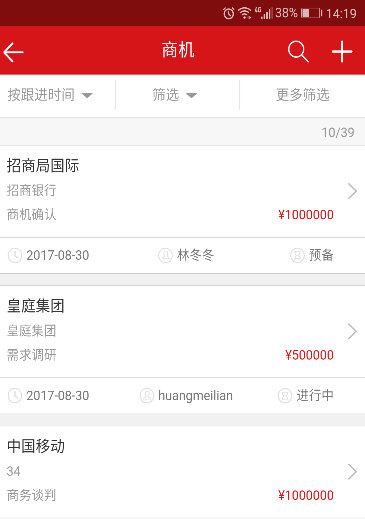 4G 38% 14:19
商机
按跟进时间 筛选 更多筛选
10/39
招商局国际
招商银行
商机确认 ¥1000000
2017-08-30 林冬冬 预备
皇庭集团
皇庭集团
需求调研 ¥500000
2017-08-30 huangmeilian 进行中
中国移动
34
商务谈判 ¥1000000